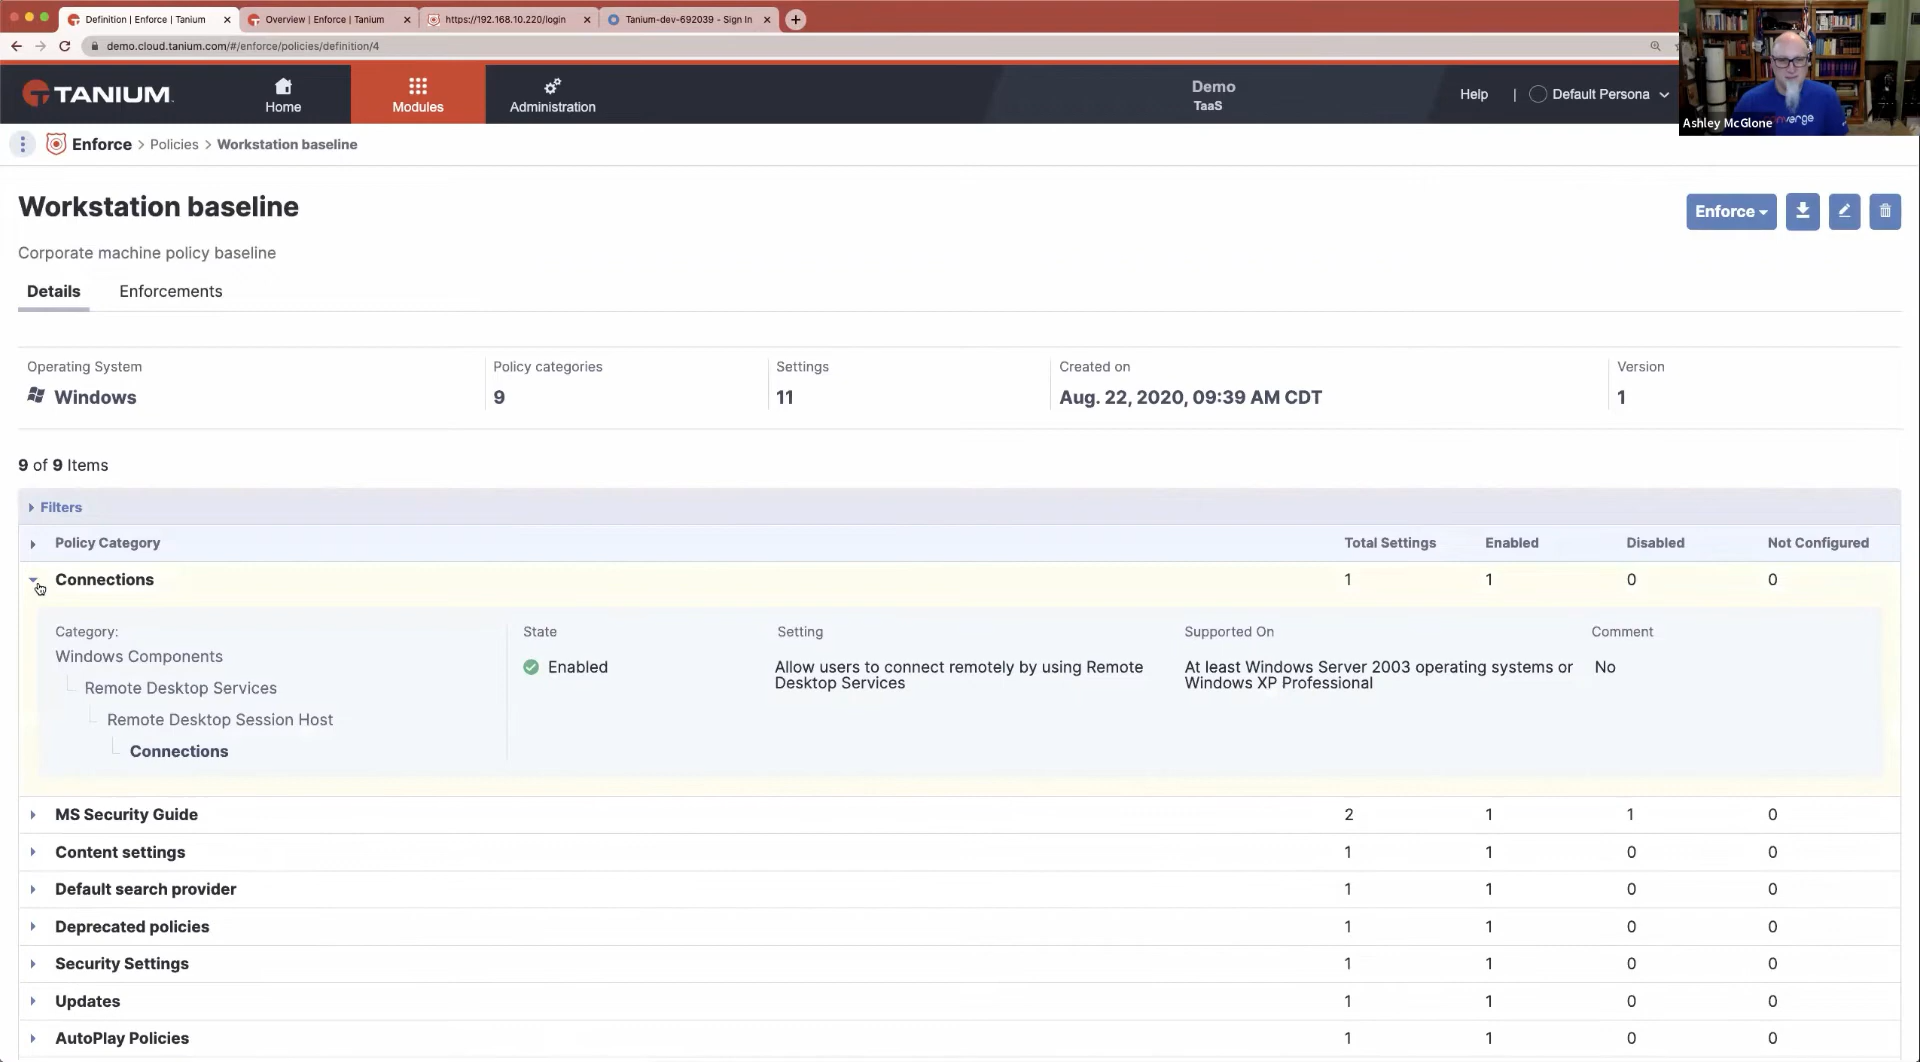 Definition | Enforce | Tanium
Overview | Enforce | Tanium
https://192.168.10.220/login
Tanium-dev-692039 - Sign In
demo.cloud.tanium.com/#/enforce/policies/definition/4
TANIUM
Home
Modules
Administration
Demo
TaaS
Help
Default Persona
Ashley McGlone
Enforce > Policies > Workstation baseline
Workstation baseline
Enforce
Corporate machine policy baseline
Details
Enforcements
Operating System
Policy categories
Settings
Created on
Version
Windows
9
11
Aug. 22, 2020, 09:39 AM CDT
1
9 of 9 Items
Filters
Policy Category Total Settings Enabled Disabled Not Configured
Connections 1 1 0 0
Category:
Windows Components
Remote Desktop Services
Remote Desktop Session Host
Connections
State
Enabled
Setting
Allow users to connect remotely by using Remote
Desktop Services
Supported On
At least Windows Server 2003 operating systems or
Windows XP Professional
Comment
No
MS Security Guide 2 1 1 0
Content settings 1 1 0 0
Default search provider 1 1 0 0
Deprecated policies 1 1 0 0
Security Settings 1 1 0 0
Updates 1 1 0 0
AutoPlay Policies 1 1 0 0